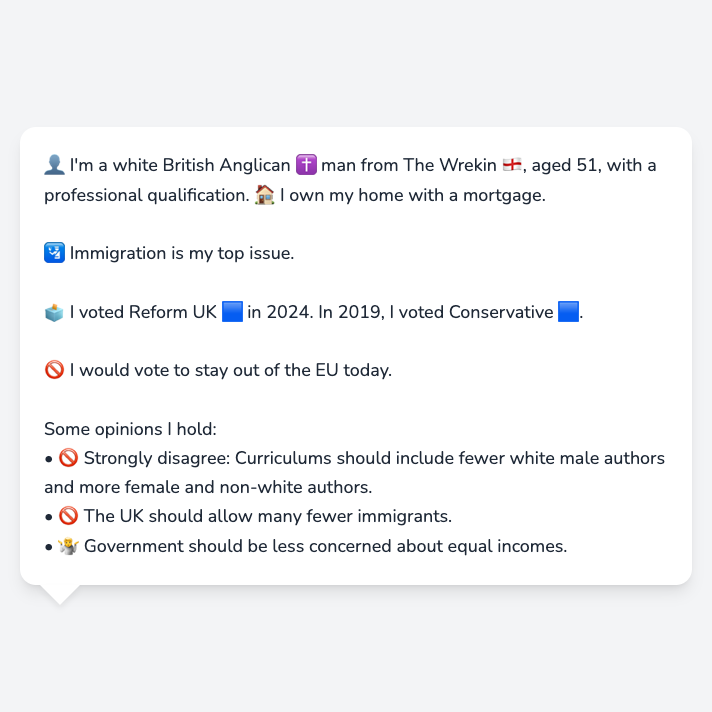 👤 I'm a white British Anglican ✝️ man from The Wrekin 🏴󠁧󠁢󠁥󠁮󠁧󠁿, aged 51, with a
professional qualification. 🏠 I own my home with a mortgage.
🛂 Immigration is my top issue.
🗳️ I voted Reform UK 🟦 in 2024. In 2019, I voted Conservative 🟦.
🚫 I would vote to stay out of the EU today.
Some opinions I hold:
• 🚫 Strongly disagree: Curriculums should include fewer white male authors
and more female and non-white authors.
• 🚫 The UK should allow many fewer immigrants.
• 🤷 Government should be less concerned about equal incomes.